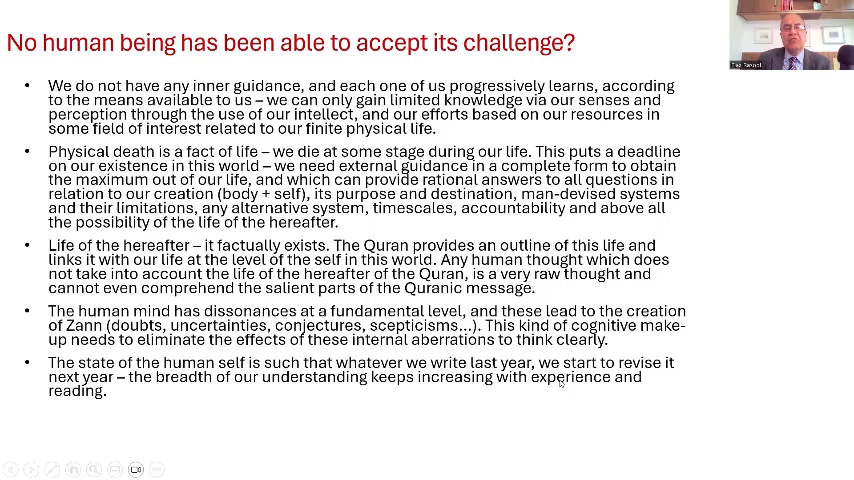 No human being has been able to accept its challenge?
• We do not have any inner guidance, and each one of us progressively learns, according
to the means available to us – we can only gain limited knowledge via our senses and
perception through the use of our intellect, and our efforts based on our resources in
some field of interest related to our finite physical life.
• Physical death is a fact of life – we die at some stage during our life. This puts a deadline
on our existence in this world – we need external guidance in a complete form to obtain
the maximum out of our life, and which can provide rational answers to all questions in
relation to our creation (body + self), its purpose and destination, man-devised systems
and their limitations, any alternative system, timescales, accountability and above all
the possibility of the life of the hereafter.
• Life of the hereafter – it factually exists. The Quran provides an outline of this life and
links it with our life at the level of the self in this world. Any human thought which does
not take into account the life of the hereafter of the Quran, is a very raw thought and
cannot even comprehend the salient parts of the Quranic message.
• The human mind has dissonances at a fundamental level, and these lead to the creation
of Zann (doubts, uncertainties, conjectures, scepticisms...). This kind of cognitive make-
up needs to eliminate the effects of these internal aberrations to think clearly.
• The state of the human self is such that whatever we write last year, we start to revise it
next year – the breadth of our understanding keeps increasing with experience and
reading.